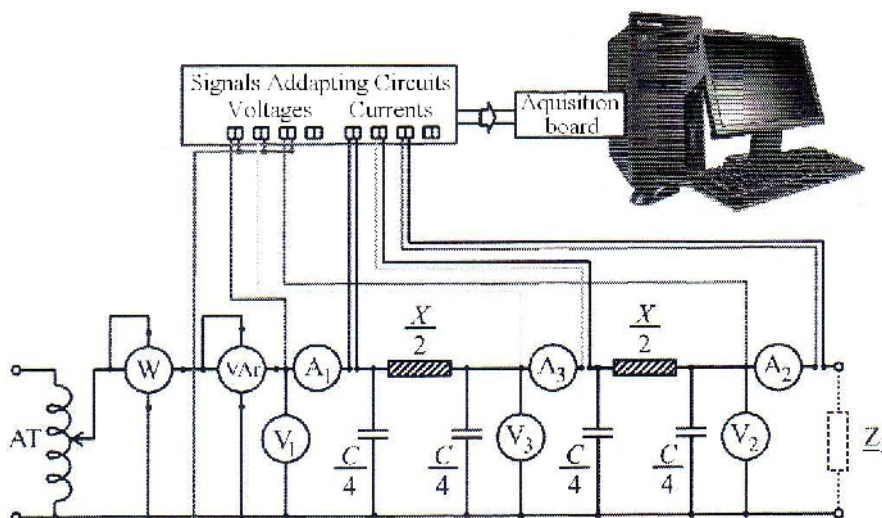 Signals Addapting Circuits
Voltages Currents
Aquisition
board
X
2
X
2
W
VAr
A1
A3
A2
AT
V1
C
4
C
4
V3
C
4
C
4
V2
Z